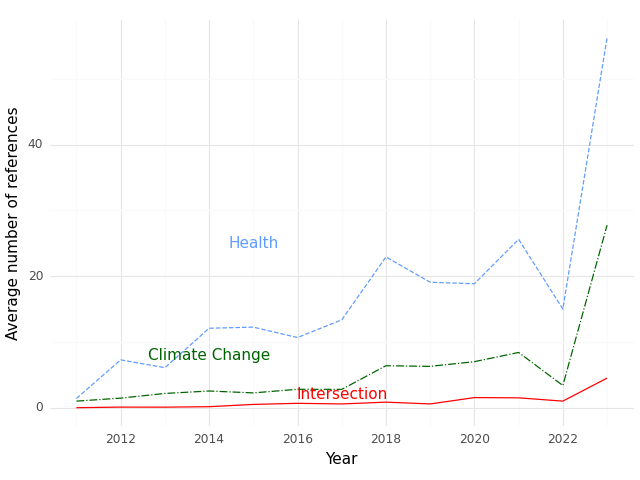 Average number of references
40
20
0
Health
Climate Change
Intersection
2012 2014 2016 2018 2020 2022
Year